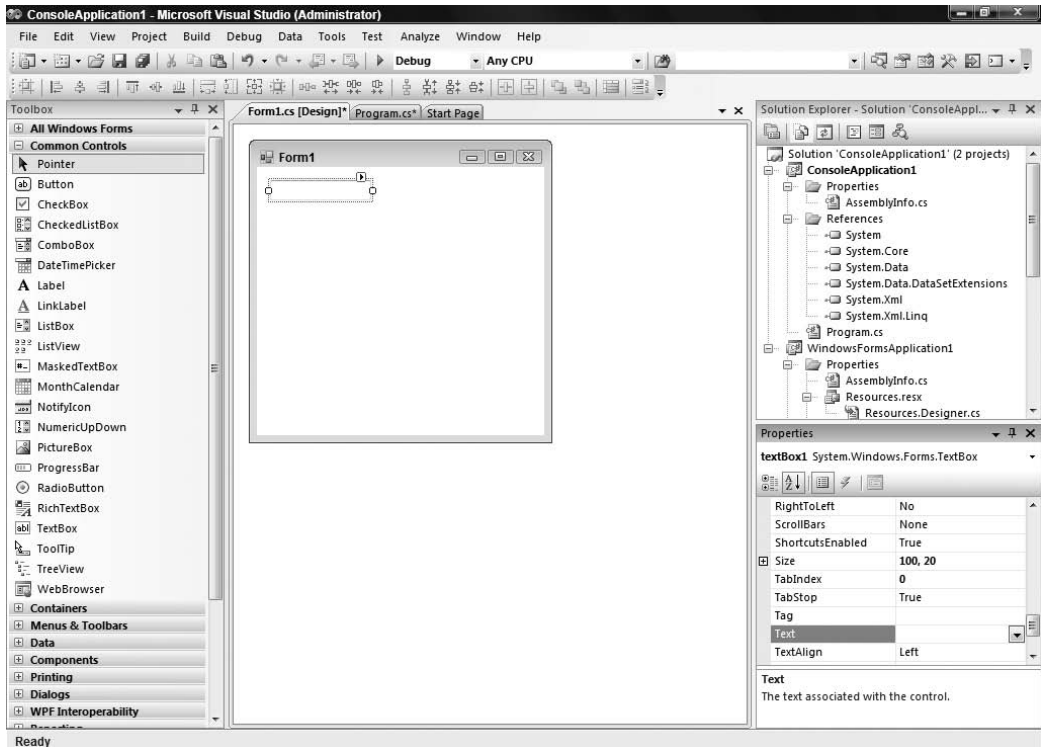 ConsoleApplication1 - Microsoft Visual Studio (Administrator)
File Edit View Project Build Debug Data Tools Test Analyze Window Help
Debug Any CPU
Toolbox
All Windows Forms
Common Controls
Pointer
Button
CheckBox
CheckedListBox
ComboBox
DateTimePicker
A Label
A LinkLabel
ListBox
ListView
MaskedTextBox
MonthCalendar
NotifyIcon
NumericUpDown
PictureBox
ProgressBar
RadioButton
RichTextBox
TextBox
ToolTip
TreeView
WebBrowser
Containers
Menus & Toolbars
Data
Components
Printing
Dialogs
WPF Interoperability
Form1.cs [Design]* Program.cs* Start Page
Form1
Solution Explorer - Solution 'ConsoleAppl...
Solution 'ConsoleApplication1' (2 projects)
ConsoleApplication1
Properties
AssemblyInfo.cs
References
System
System.Core
System.Data
System.Data.DataSetExtensions
System.Xml
System.Xml.Linq
Program.cs
WindowsFormsApplication1
Properties
AssemblyInfo.cs
Resources.resx
Resources.Designer.cs
Properties
textBox1 System.Windows.Forms.TextBox
RightToLeft No
ScrollBars None
ShortcutsEnabled True
Size 100, 20
TabIndex 0
TabStop True
Tag
Text
TextAlign Left
Text
The text associated with the control.
Ready